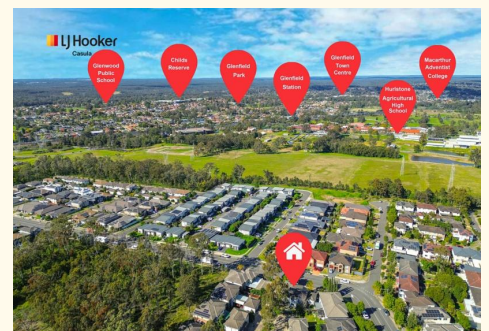 LJ Hooker
Casula
Glenwood
Public
School
Childs
Reserve
Glenfield
Park
Glenfield
Station
Glenfield
Town
Centre
Hurlstone
Agricultural
High
School
Macarthur
Adventist
College